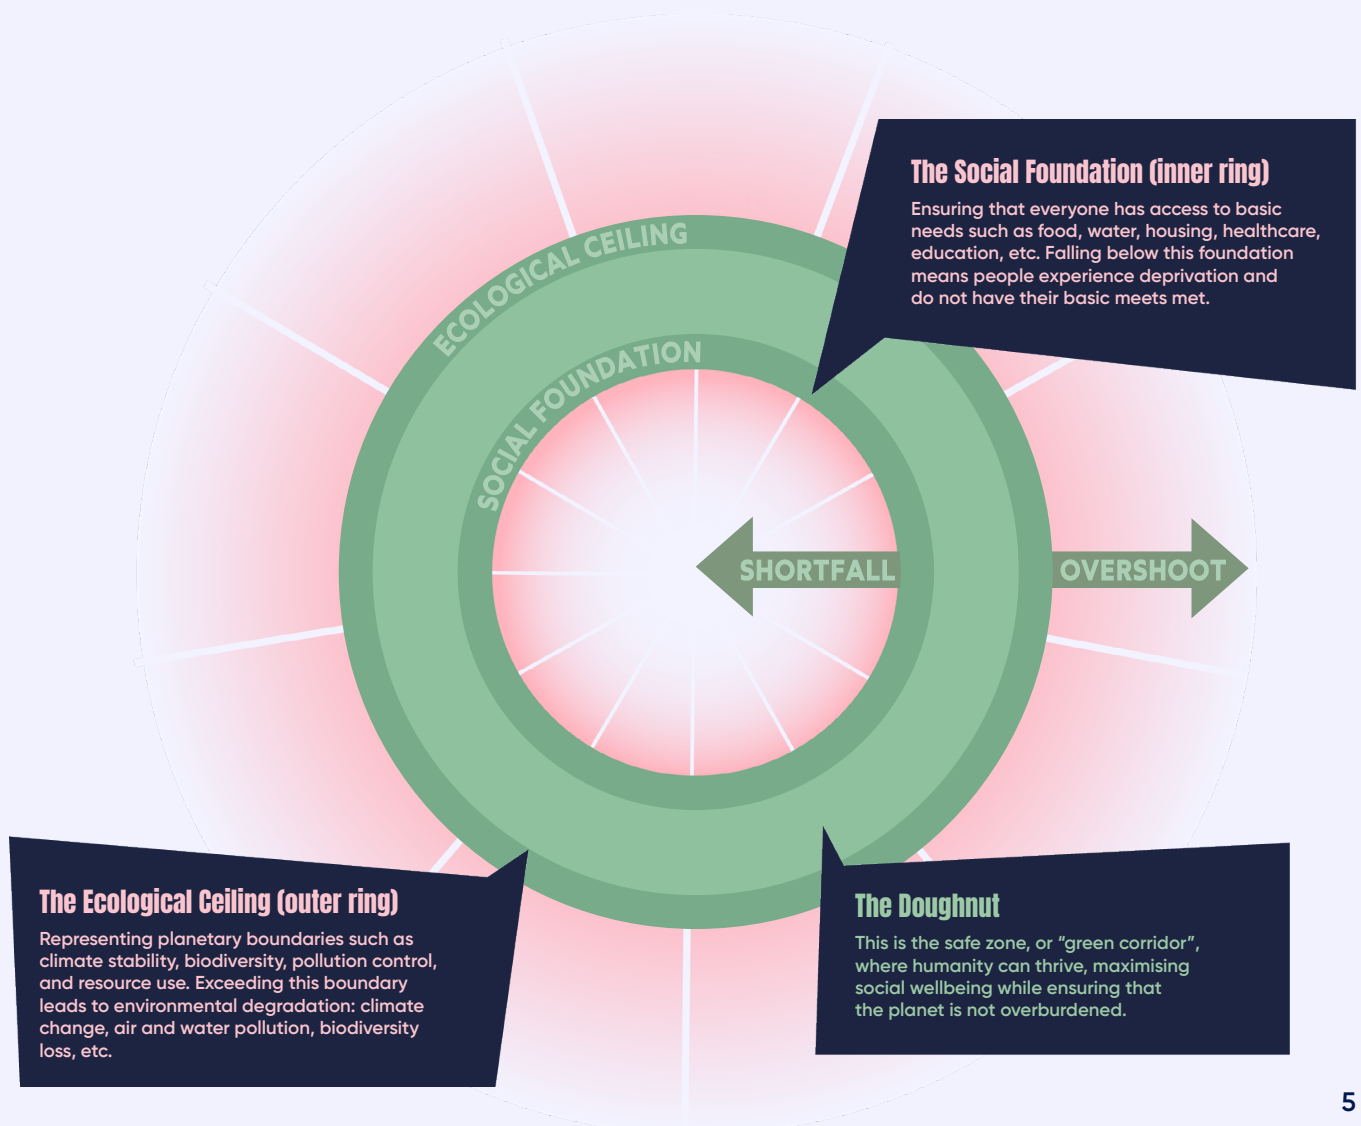 The Social Foundation (inner ring)
Ensuring that everyone has access to basic
needs such as food, water, housing, healthcare,
education, etc. Falling below this foundation
means people experience deprivation and
do not have their basic meets met.
ECOLOGICAL CEILING
SOCIAL FOUNDATION
SHORTFALL
OVERSHOOT
The Ecological Ceiling (outer ring)
Representing planetary boundaries such as
climate stability, biodiversity, pollution control,
and resource use. Exceeding this boundary
leads to environmental degradation: climate
change, air and water pollution, biodiversity
loss, etc.
The Doughnut
This is the safe zone, or “green corridor”,
where humanity can thrive, maximising
social wellbeing while ensuring that
the planet is not overburdened.
5